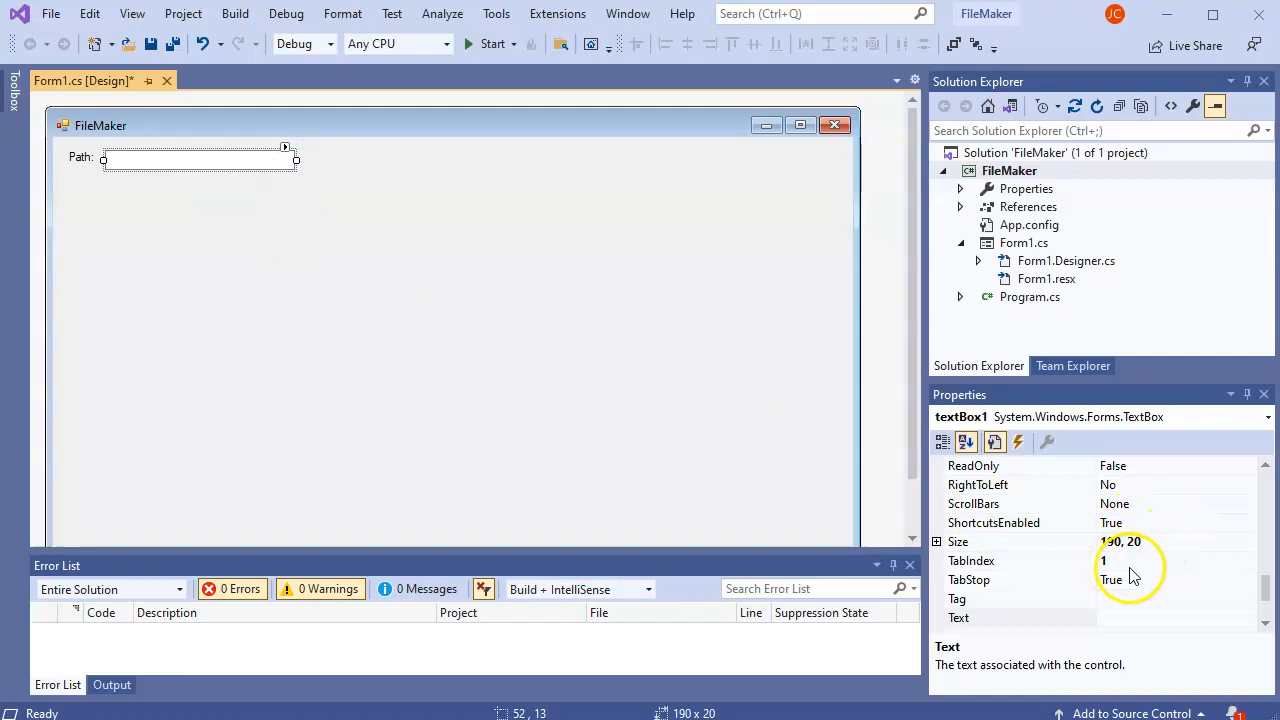 File Edit View Project Build Debug Format Test Analyze Tools Extensions Window Help Search (Ctrl+Q) FileMaker JC
Debug Any CPU Start Live Share
Toolbox
Form1.cs [Design]*
FileMaker
Path:
Solution Explorer
Search Solution Explorer (Ctrl+;)
Solution 'FileMaker' (1 of 1 project)
FileMaker
Properties
References
App.config
Form1.cs
Form1.Designer.cs
Form1.resx
Program.cs
Solution Explorer Team Explorer
Properties
textBox1 System.Windows.Forms.TextBox
ReadOnly False
RightToLeft No
ScrollBars None
ShortcutsEnabled True
Size 190, 20
TabIndex 1
TabStop True
Tag
Text
Text
The text associated with the control.
Error List
Entire Solution 0 Errors 0 Warnings 0 Messages Build + IntelliSense Search Error List
Code Description Project File Line Suppression State
Error List Output
Ready 52 , 13 190 x 20 Add to Source Control 1